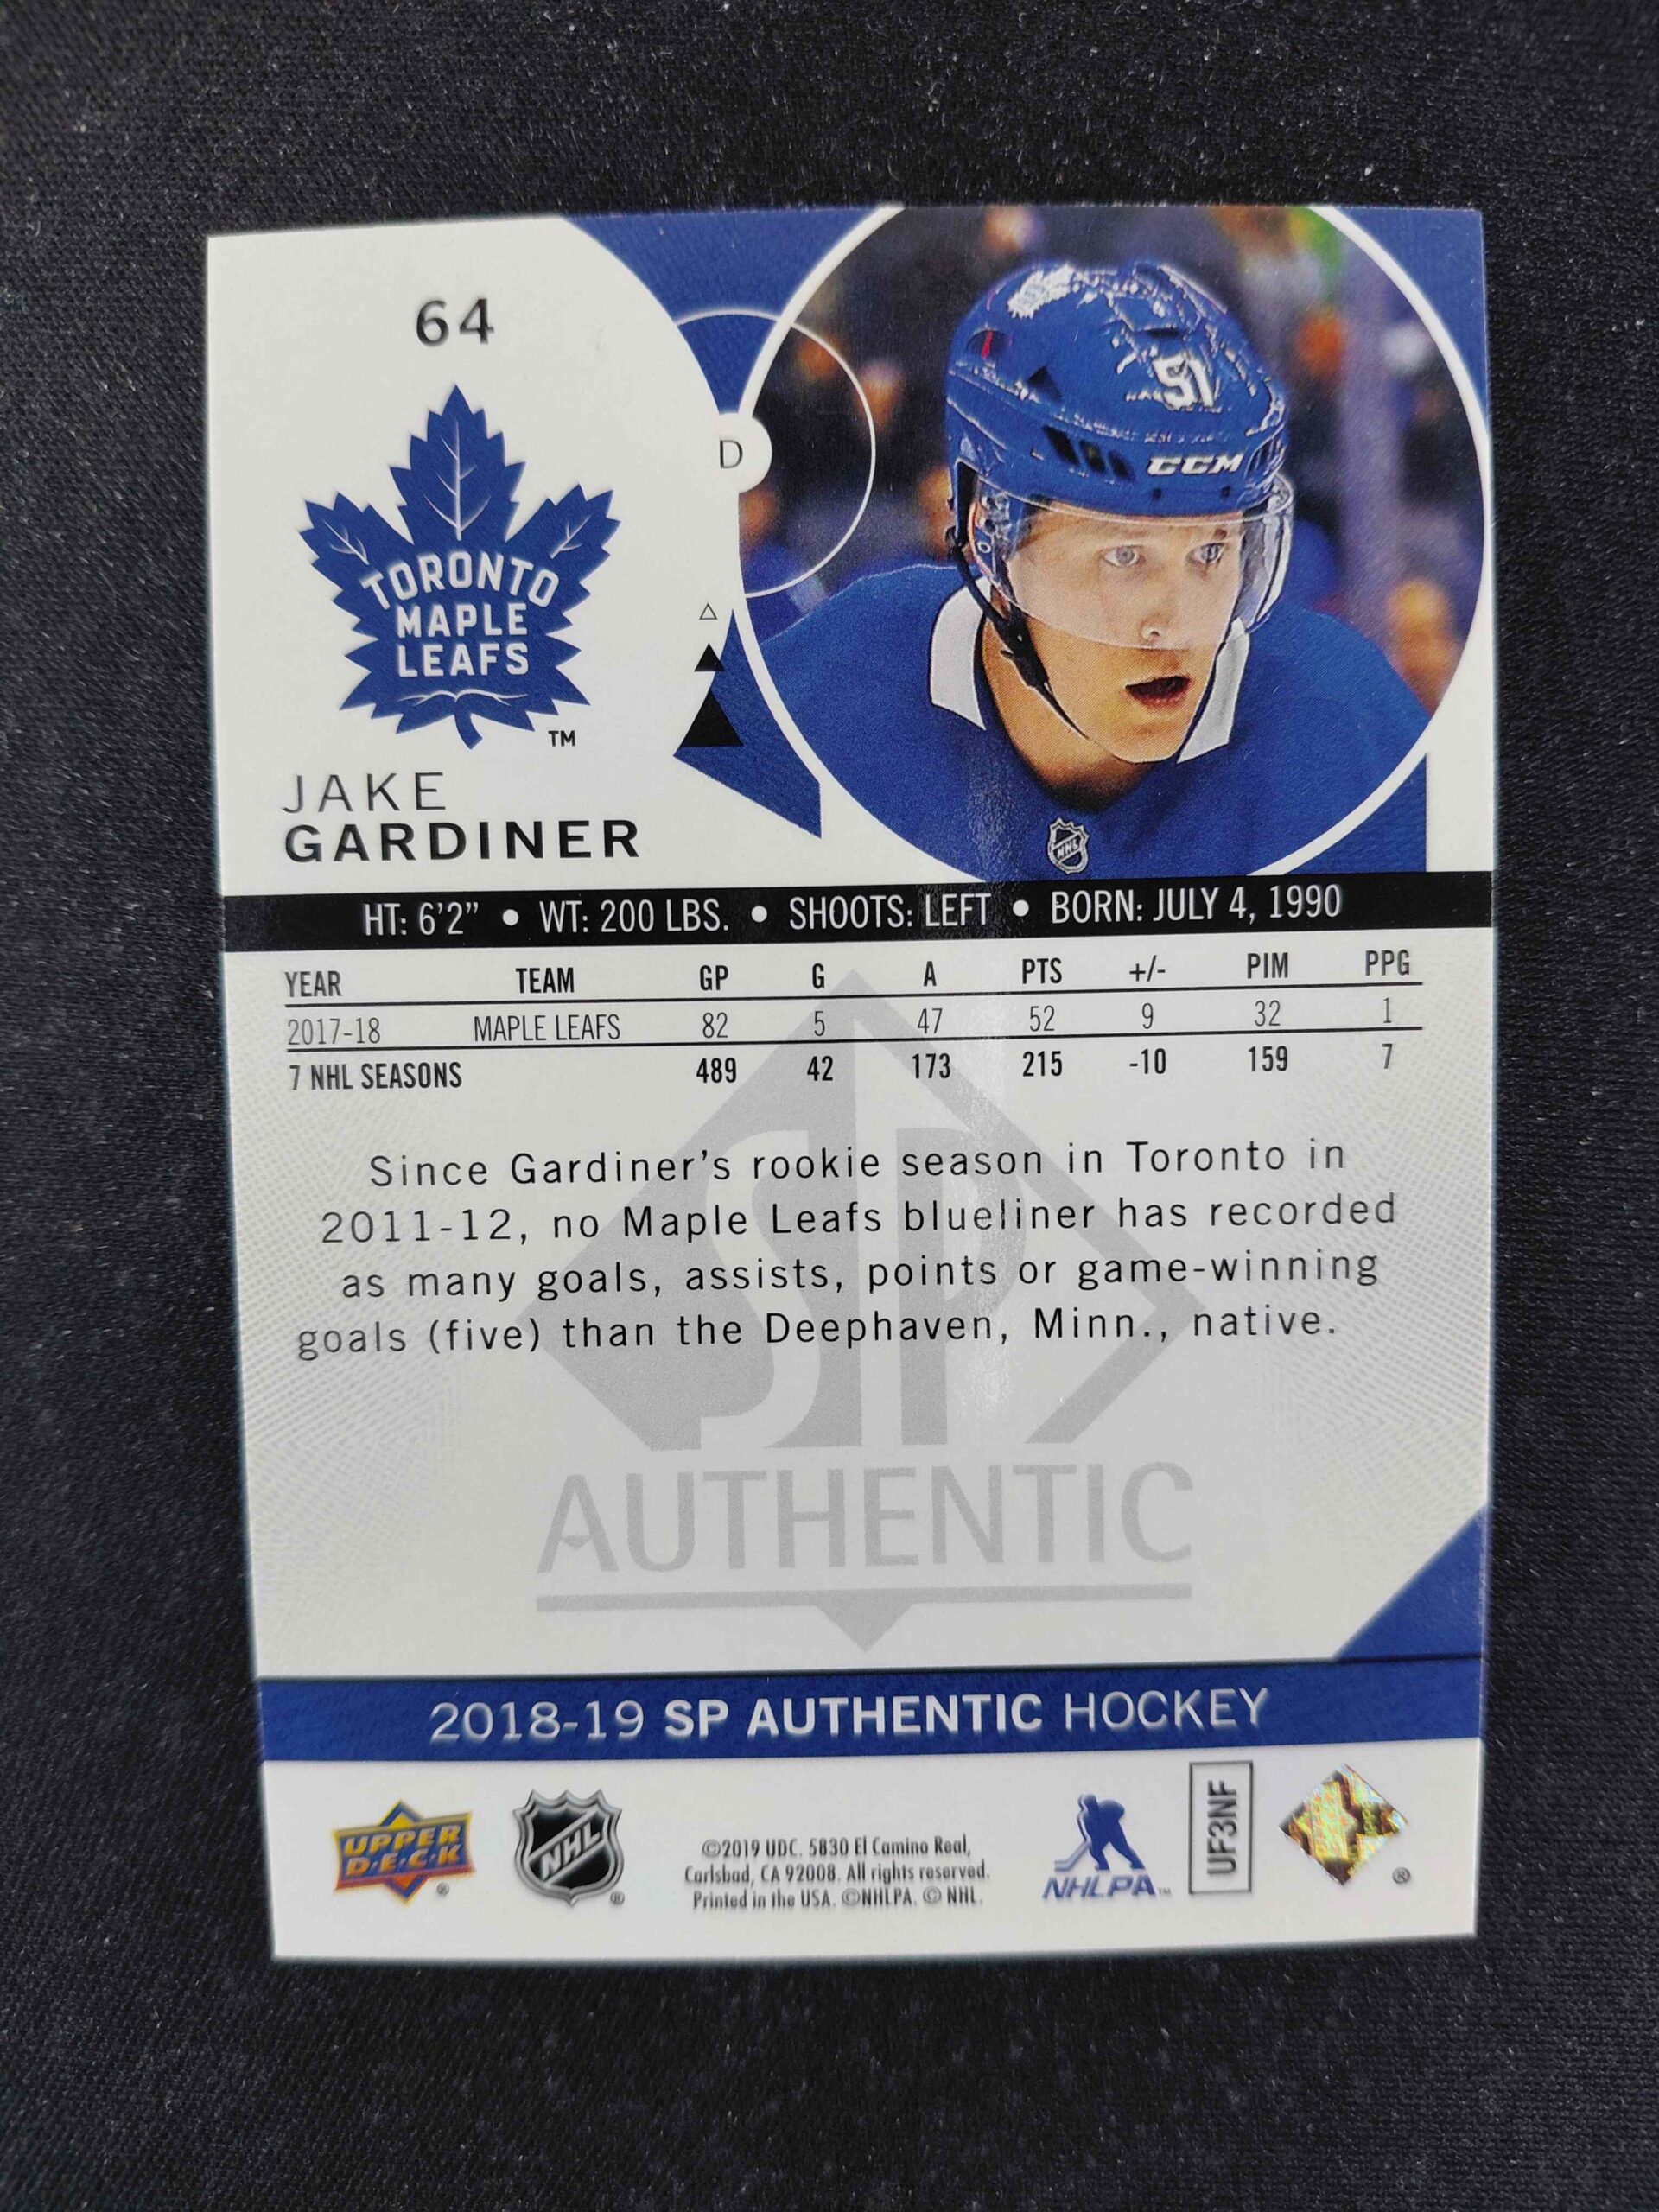 64
51
CCM
D
TORONTO
MAPLE
LEAFS
TM
NHL
JAKE
GARDINER
HT: 6'2" • WT: 200 LBS. • SHOOTS: LEFT • BORN: JULY 4, 1990
YEAR TEAM GP G A PTS +/- PIM PPG
2017-18 MAPLE LEAFS 82 5 47 52 9 32 1
7 NHL SEASONS 489 42 173 215 -10 159 7
Since Gardiner's rookie season in Toronto in
2011-12, no Maple Leafs blueliner has recorded
as many goals, assists, points or game-winning
goals (five) than the Deephaven, Minn., native.
SP
AUTHENTIC
2018-19 SP AUTHENTIC HOCKEY
UPPER
D•E•C•K ®
NHL ®
©2019 UDC. 5830 El Camino Real,
Carlsbad, CA 92008. All rights reserved.
Printed in the USA. ©NHLPA. © NHL.
NHLPA™
UF3NF
®